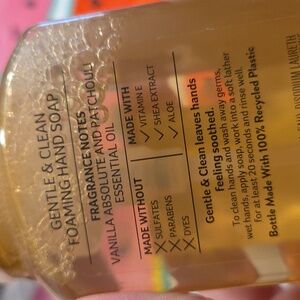 GENTLE & CLEAN
FOAMING HAND SOAP
FRAGRANCE NOTES
VANILLA ABSOLUTE AND PATCHOULI
ESSENTIAL OIL
MADE WITHOUT
SULFATES
PARABENS
DYES
MADE WITH
VITAMIN E
SHEA EXTRACT
ALOE
Gentle & Clean leaves hands
feeling soothed.
To clean hands and wash away germs,
wet hands, apply soap, work into a soft lather
for at least 20 seconds and rinse well.
Bottle Made With 100% Recycled Plastic
SODIUM LAURETH